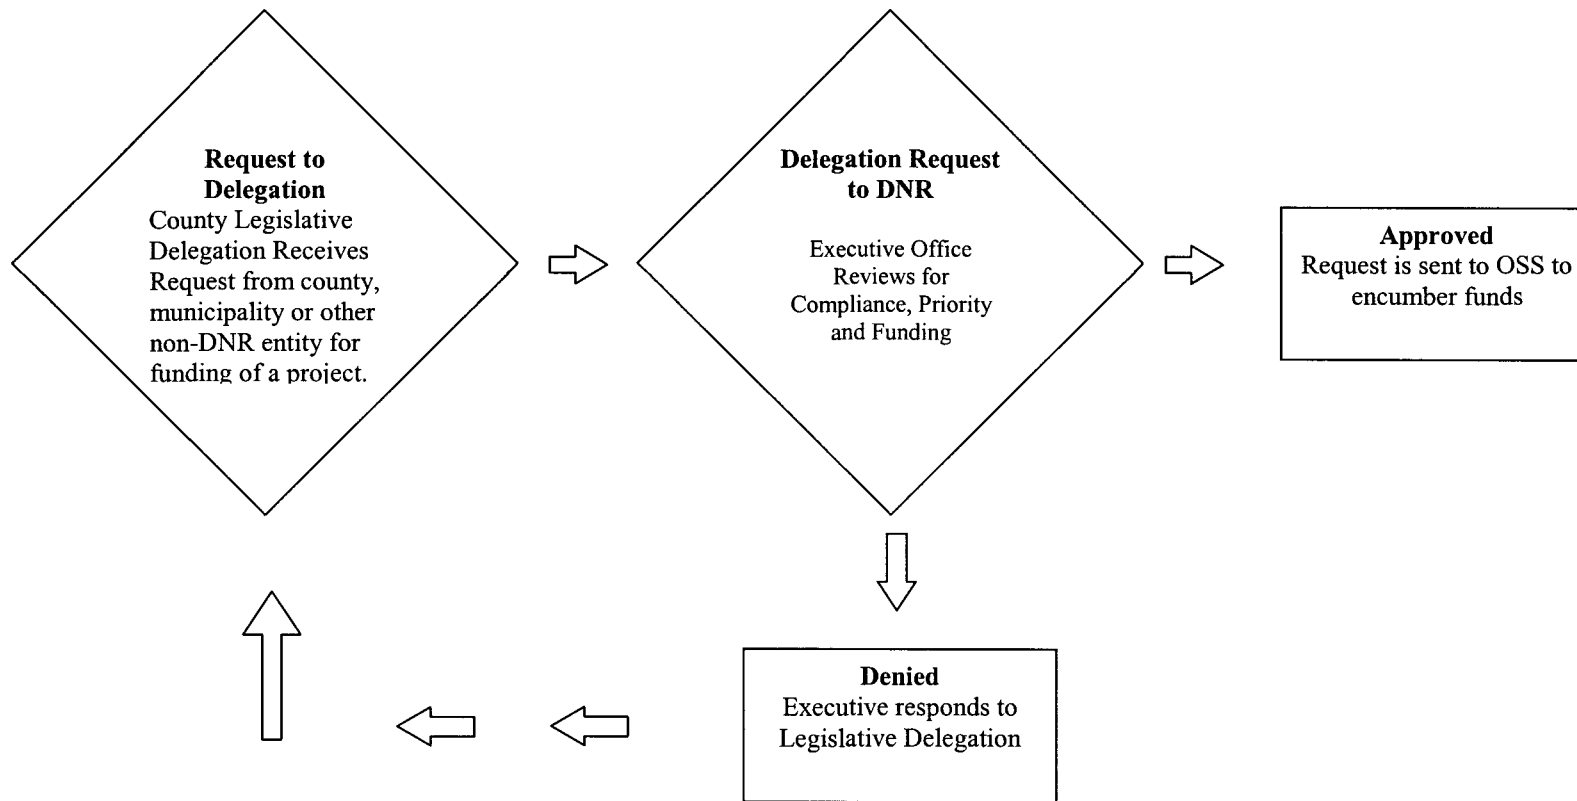 Request to
Delegation
County Legislative
Delegation Receives
Request from county,
municipality or other
non-DNR entity for
funding of a project.
Delegation Request
to DNR
Executive Office
Reviews for
Compliance, Priority
and Funding
Approved
Request is sent to OSS to
encumber funds
Denied
Executive responds to
Legislative Delegation